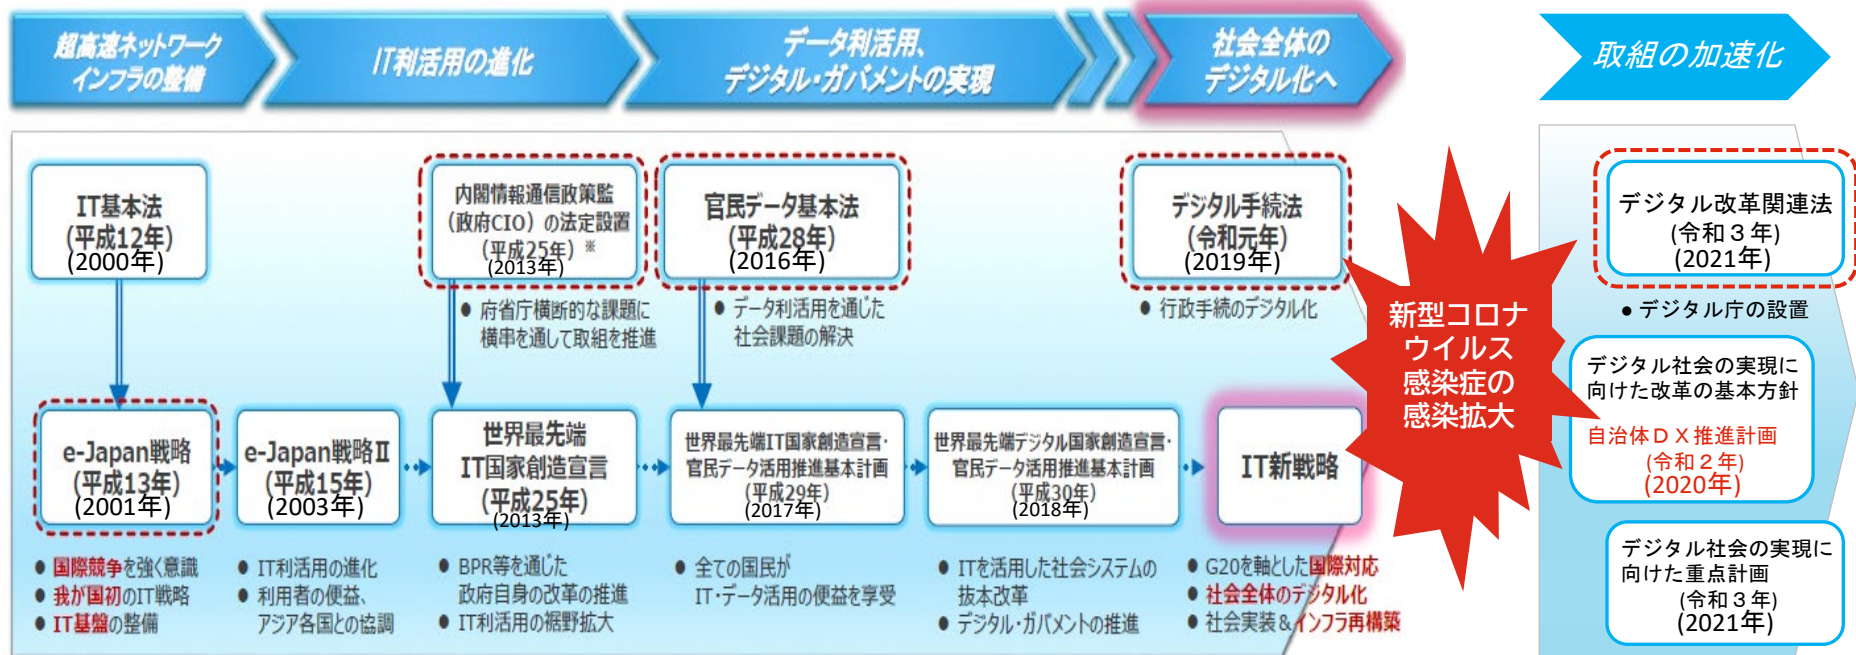 超高速ネットワーク
インフラの整備
IT利活用の進化
データ利活用、
デジタル・ガバメントの実現
社会全体の
デジタル化へ
取組の加速化
IT基本法
(平成12年)
(2000年)
内閣情報通信政策監
(政府CIO)の法定設置
(平成25年)※
(2013年)
● 府省庁横断的な課題に
横串を通して取組を推進
官民データ基本法
(平成28年)
(2016年)
● データ利活用を通じた
社会課題の解決
デジタル手続法
(令和元年)
(2019年)
● 行政手続のデジタル化
e-Japan戦略
(平成13年)
(2001年)
● 国際競争を強く意識
● 我が国初のIT戦略
● IT基盤の整備
e-Japan戦略Ⅱ
(平成15年)
(2003年)
● IT利活用の進化
● 利用者の便益、
アジア各国との協調
世界最先端
IT国家創造宣言
(平成25年)
(2013年)
● BPR等を通じた
政府自身の改革の推進
● IT利活用の裾野拡大
世界最先端IT国家創造宣言・
官民データ活用推進基本計画
(平成29年)
(2017年)
● 全ての国民が
IT・データ活用の便益を享受
世界最先端デジタル国家創造宣言・
官民データ活用推進基本計画
(平成30年)
(2018年)
● ITを活用した社会システムの
抜本改革
● デジタル・ガバメントの推進
IT新戦略
● G20を軸とした国際対応
● 社会全体のデジタル化
● 社会実装&インフラ再構築
新型コロナ
ウイルス
感染症の
感染拡大
デジタル改革関連法
(令和3年)
(2021年)
● デジタル庁の設置
デジタル社会の実現に
向けた改革の基本方針
自治体DX推進計画
(令和2年)
(2020年)
デジタル社会の実現に
向けた重点計画
(令和3年)
(2021年)